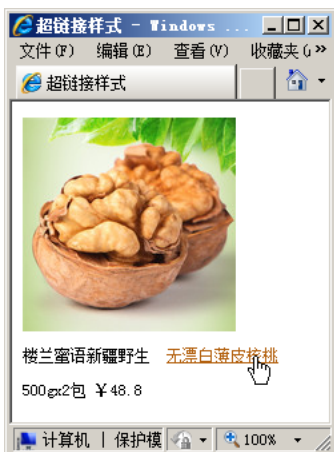 超链接样式 - Windows ...
文件(F) 编辑(E) 查看(V) 收藏夹(A
超链接样式
楼兰蜜语新疆野生 无漂白薄皮核桃
500gx2包 ￥48.8
计算机 | 保护模 100%